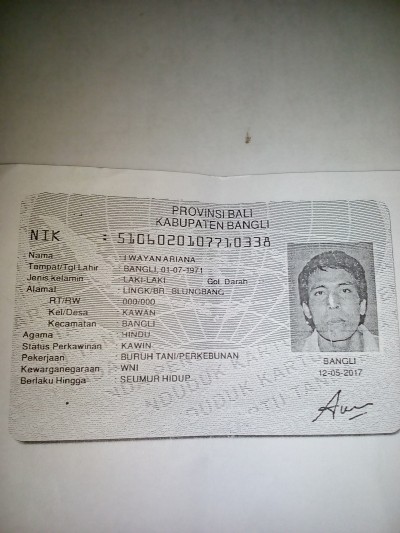 PROVINSI BALI
KABUPATEN BANGLI
NIK : 5106020107710338
Nama : I WAYAN ARIANA
Tempat/Tgl Lahir : BANGLI, 01-07-1971
Jenis kelamin : LAKI-LAKI Gol. Darah
Alamat : LINGK/BR. BLUNGBANG
RT/RW : 000/000
Kel/Desa : KAWAN
Kecamatan : BANGLI
Agama : HINDU
Status Perkawinan : KAWIN
Pekerjaan : BURUH TANI/PERKEBUNAN
Kewarganegaraan : WNI
Berlaku Hingga : SEUMUR HIDUP
BANGLI
12-05-2017